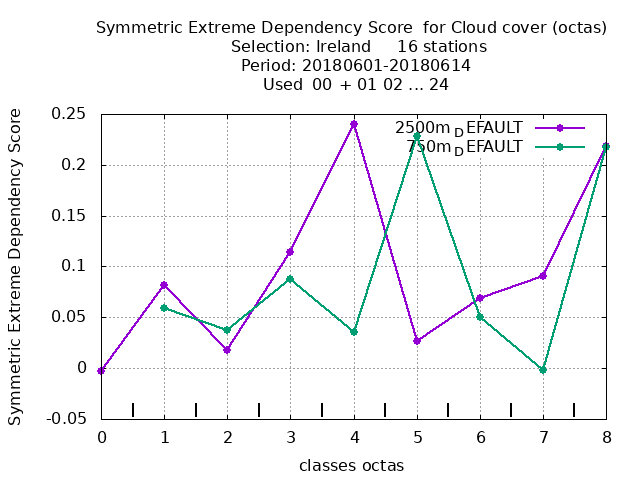 Symmetric Extreme Dependency Score  for Cloud cover (octas)
Selection: Ireland     16 stations
Period: 20180601-20180614
Used  00  + 01 02 ... 24
2500m_DEFAULT
750m_DEFAULT
Symmetric Extreme Dependency Score
0.25
0.2
0.15
0.1
0.05
0
-0.05
0 1 2 3 4 5 6 7 8
classes octas